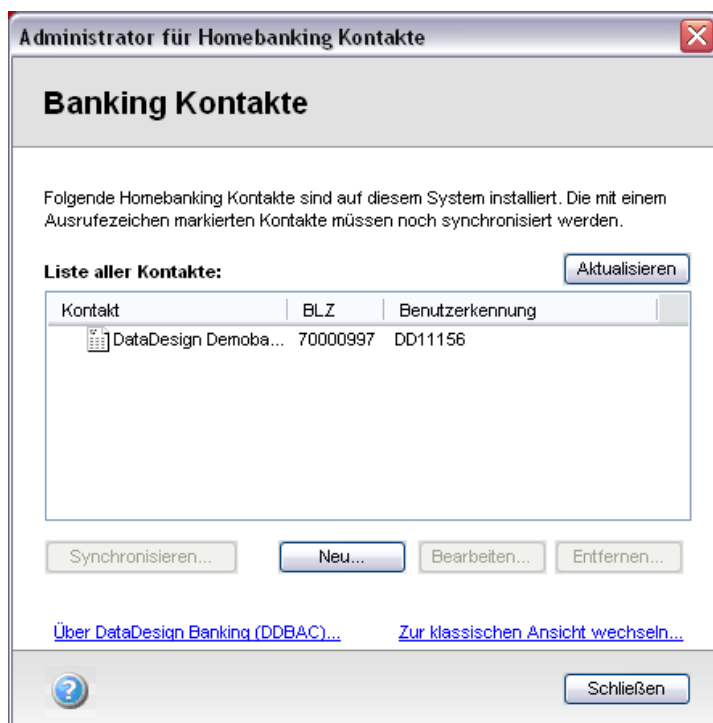 Administrator für Homebanking Kontakte
Banking Kontakte
Folgende Homebanking Kontakte sind auf diesem System installiert. Die mit einem
Ausrufezeichen markierten Kontakte müssen noch synchronisiert werden.
Liste aller Kontakte: Aktualisieren
Kontakt BLZ Benutzerkennung
DataDesign Demoba... 70000997 DD11156
Synchronisieren... Neu... Bearbeiten... Entfernen...
Über DataDesign Banking (DDBAC)... Zur klassischen Ansicht wechseln...
? Schließen